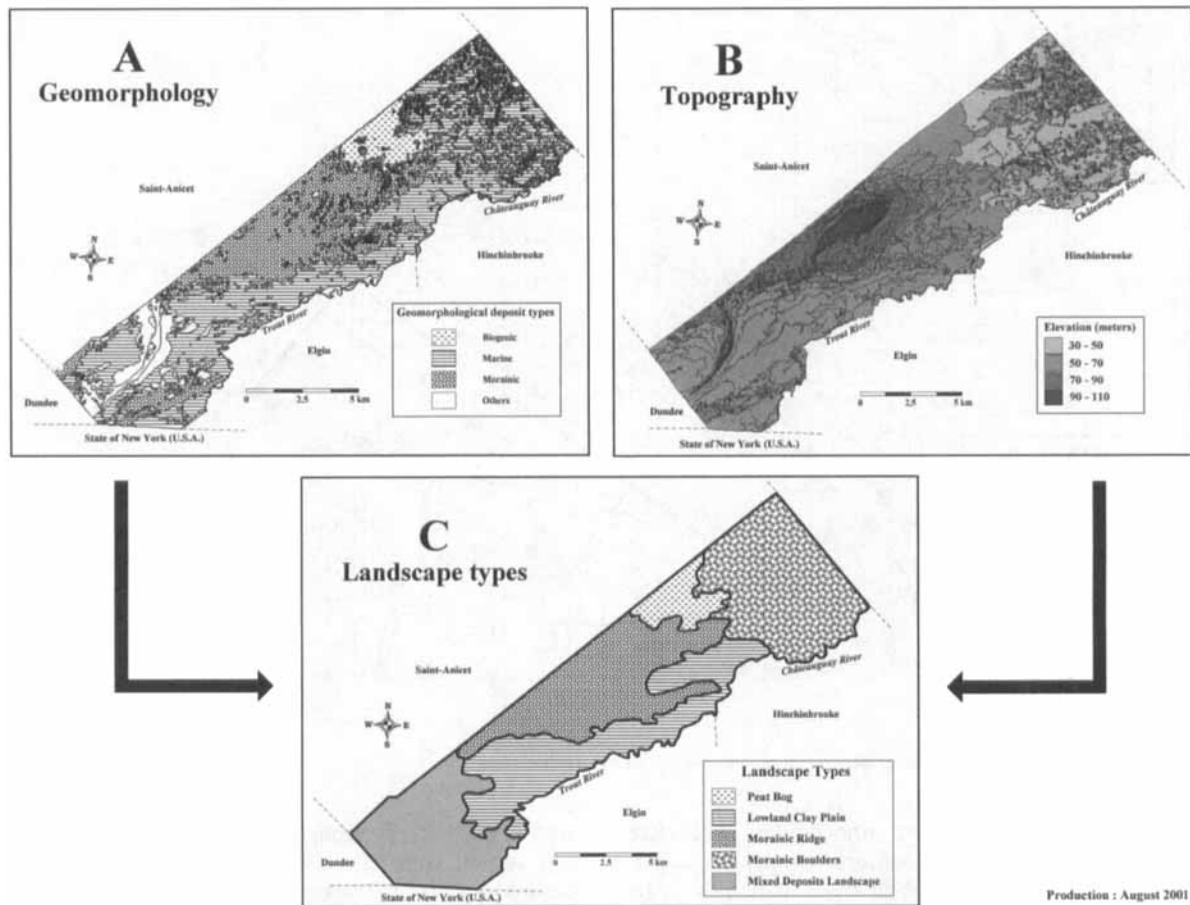 A
Geomorphology
Saint-Anicet
N
W E
S
Châteauguay River
Hinchinbrooke
Trout River
Elgin
Dundee
State of New York (U.S.A.)
0 2,5 5 km
Geomorphological deposit types
Biogenic
Marine
Morainic
Others
B
Topography
Saint-Anicet
N
W E
S
Châteauguay River
Hinchinbrooke
Trout River
Elgin
Dundee
State of New York (U.S.A.)
0 2,5 5 km
Elevation (meters)
30 - 50
50 - 70
70 - 90
90 - 110
C
Landscape types
Saint-Anicet
N
W E
S
Châteauguay River
Hinchinbrooke
Trout River
Elgin
Dundee
State of New York (U.S.A.)
0 2.5 5 km
Landscape Types
Peat Bog
Lowland Clay Plain
Morainic Ridge
Morainic Boulders
Mixed Deposits Landscape
Production : August 2001